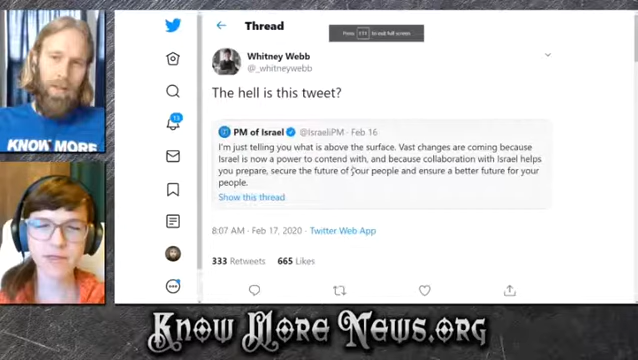 Thread
Press ESC to exit full screen
Whitney Webb
@_whitneywebb
The hell is this tweet?
PM of Israel @IsraeliPM · Feb 16
I'm just telling you what is above the surface. Vast changes are coming because
Israel is now a power to contend with, and because collaboration with Israel helps
you prepare, secure the future of your people and ensure a better future for your
people.
Show this thread
8:07 AM · Feb 17, 2020 · Twitter Web App
333 Retweets 665 Likes
KNOW MORE
Know More News.org